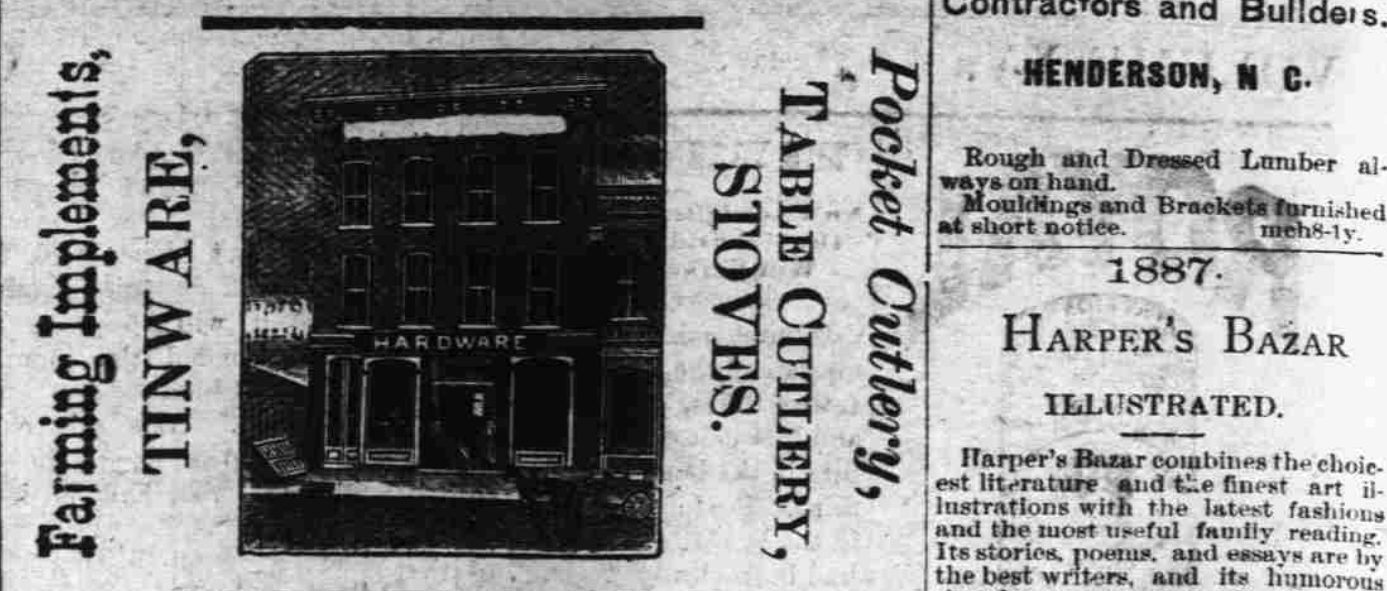 Farming Implements,
TINWARE,
HARDWARE
Pocket Cutlery,
TABLE CUTLERY,
STOVES.
Contractors and Builders.
HENDERSON, N C.
Rough and Dressed Lumber al-
ways on hand.
Mouldings and Brackets furnished
at short notice. mch8-1y.
1887.
HARPER'S BAZAR
ILLUSTRATED.
Harper's Bazar combines the choic-
est literature and the finest art il-
lustrations with the latest fashions
and the most useful family reading.
Its stories, poems, and essays are by
the best writers, and its humorous